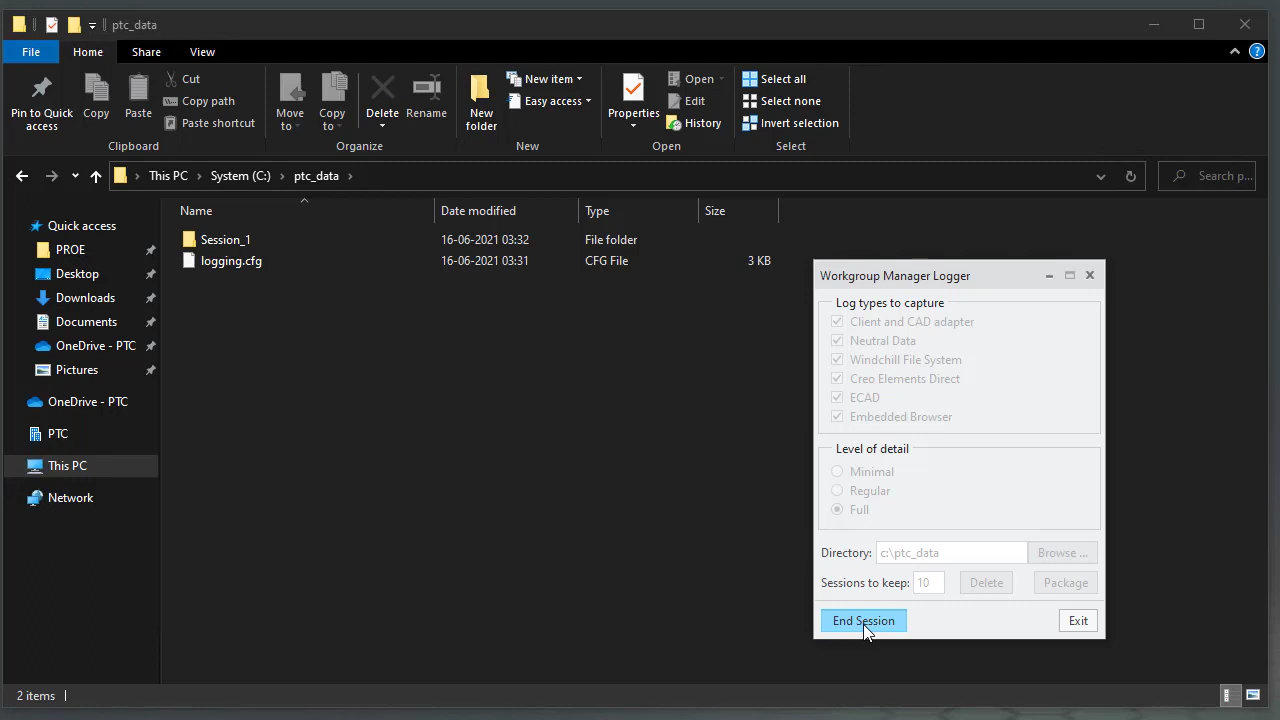 ptc_data
File
Home
Share
View
Pin to Quick access
Copy
Paste
Cut
Copy path
Paste shortcut
Clipboard
Move to
Copy to
Delete
Rename
Organize
New folder
New item
Easy access
New
Properties
Open
Edit
History
Open
Select all
Select none
Invert selection
Select
This PC
System (C:)
ptc_data
Search p...
Name
Date modified
Type
Size
Session_1
16-06-2021 03:32
File folder
logging.cfg
16-06-2021 03:31
CFG File
3 KB
Quick access
PROE
Desktop
Downloads
Documents
OneDrive - PTC
Pictures
OneDrive - PTC
PTC
This PC
Network
Workgroup Manager Logger
Log types to capture
Client and CAD adapter
Neutral Data
Windchill File System
Creo Elements Direct
ECAD
Embedded Browser
Level of detail
Minimal
Regular
Full
Directory: c:\ptc_data Browse ...
Sessions to keep: 10 Delete Package
End Session Exit
2 items